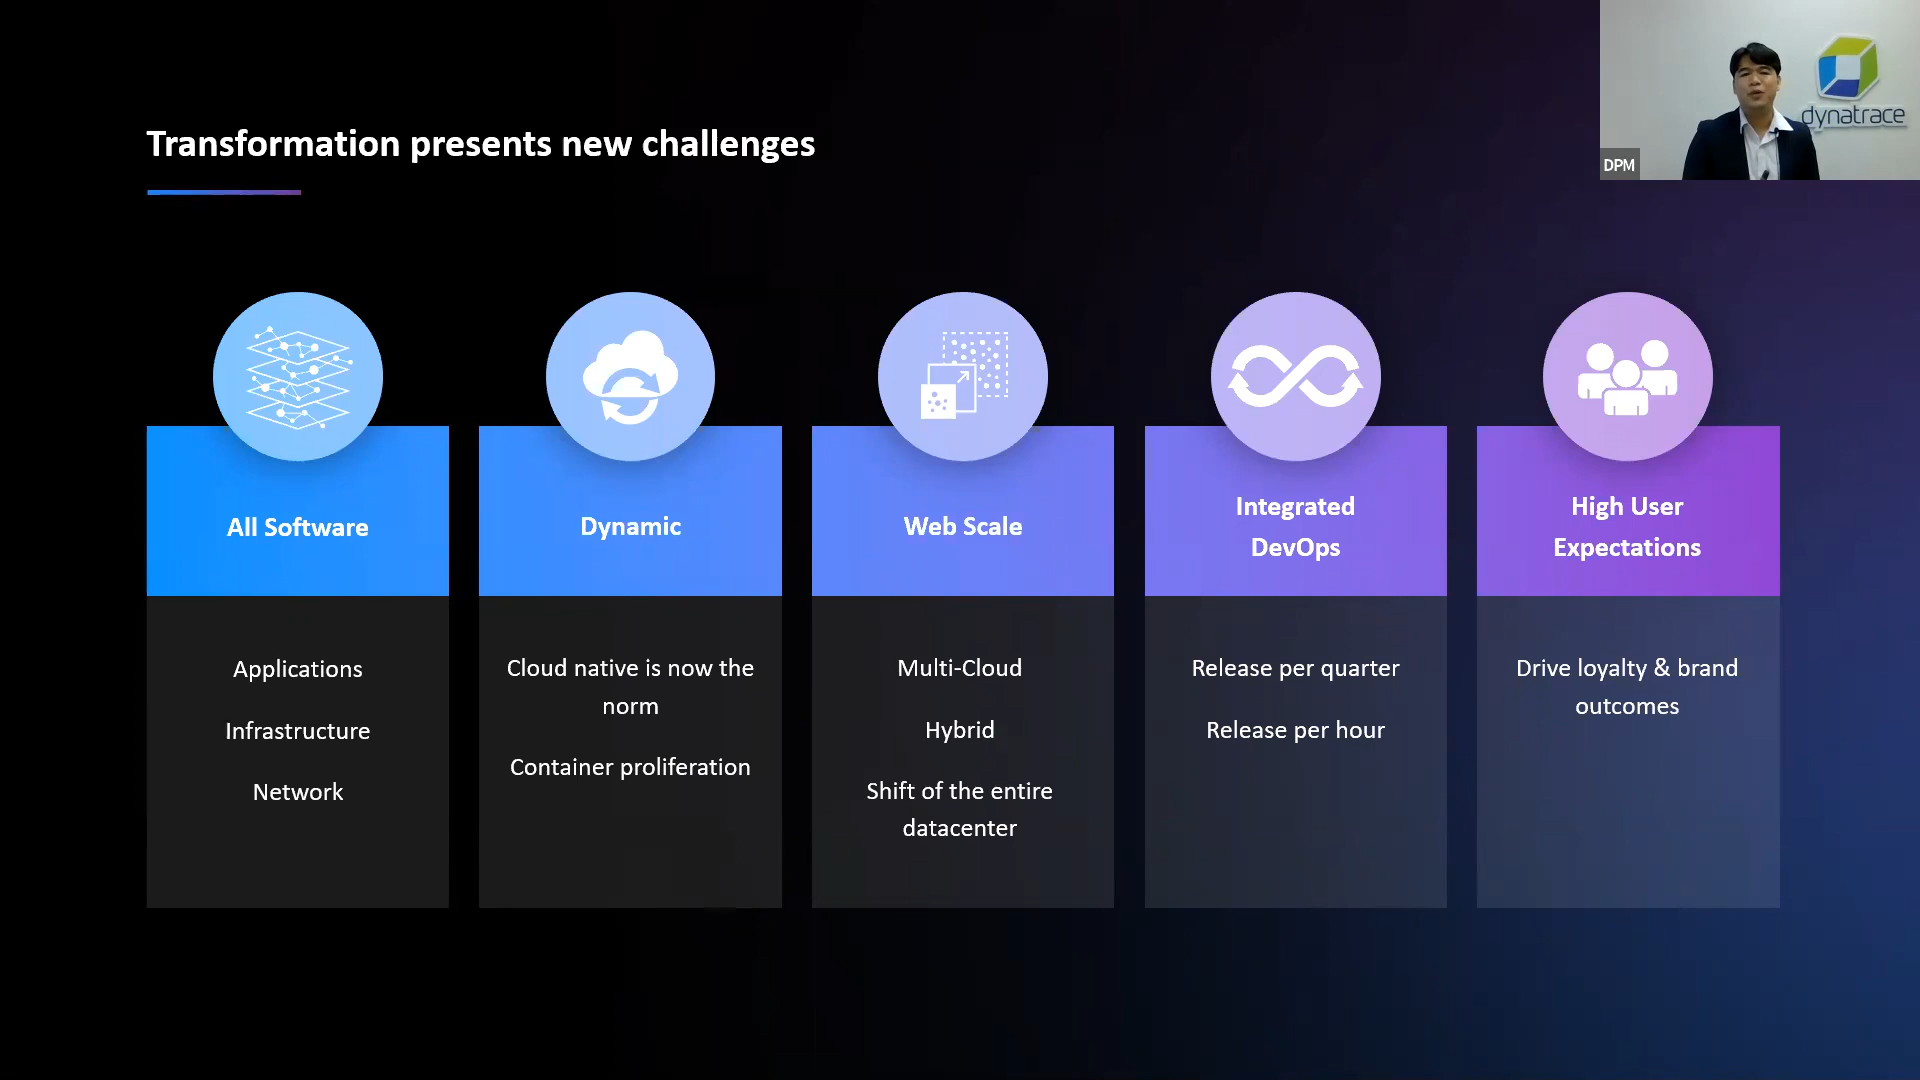 Transformation presents new challenges
dynatrace
DPM
All Software
Applications
Infrastructure
Network
Dynamic
Cloud native is now the
norm
Container proliferation
Web Scale
Multi-Cloud
Hybrid
Shift of the entire
datacenter
Integrated
DevOps
Release per quarter
Release per hour
High User
Expectations
Drive loyalty & brand
outcomes